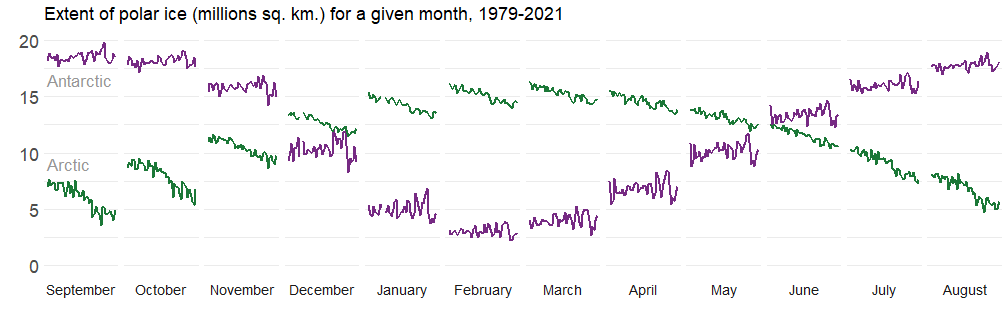 Extent of polar ice (millions sq. km.) for a given month, 1979-2021
20
Antarctic
15
10
Arctic
5
0
September October November December January February March April May June July August